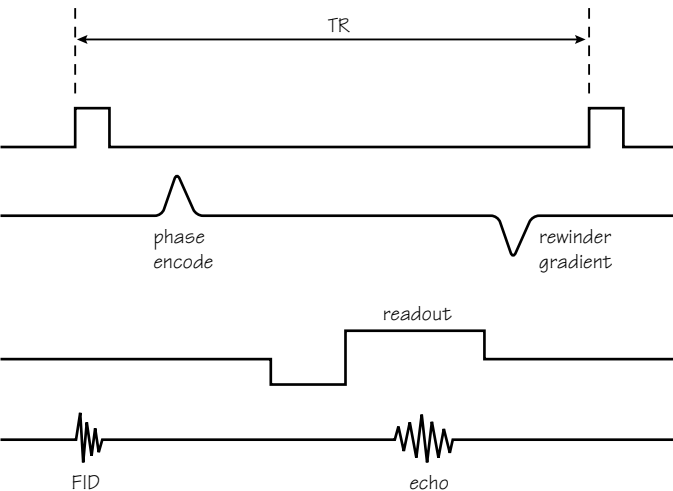 TR
phase
encode
rewinder
gradient
readout
FID
echo